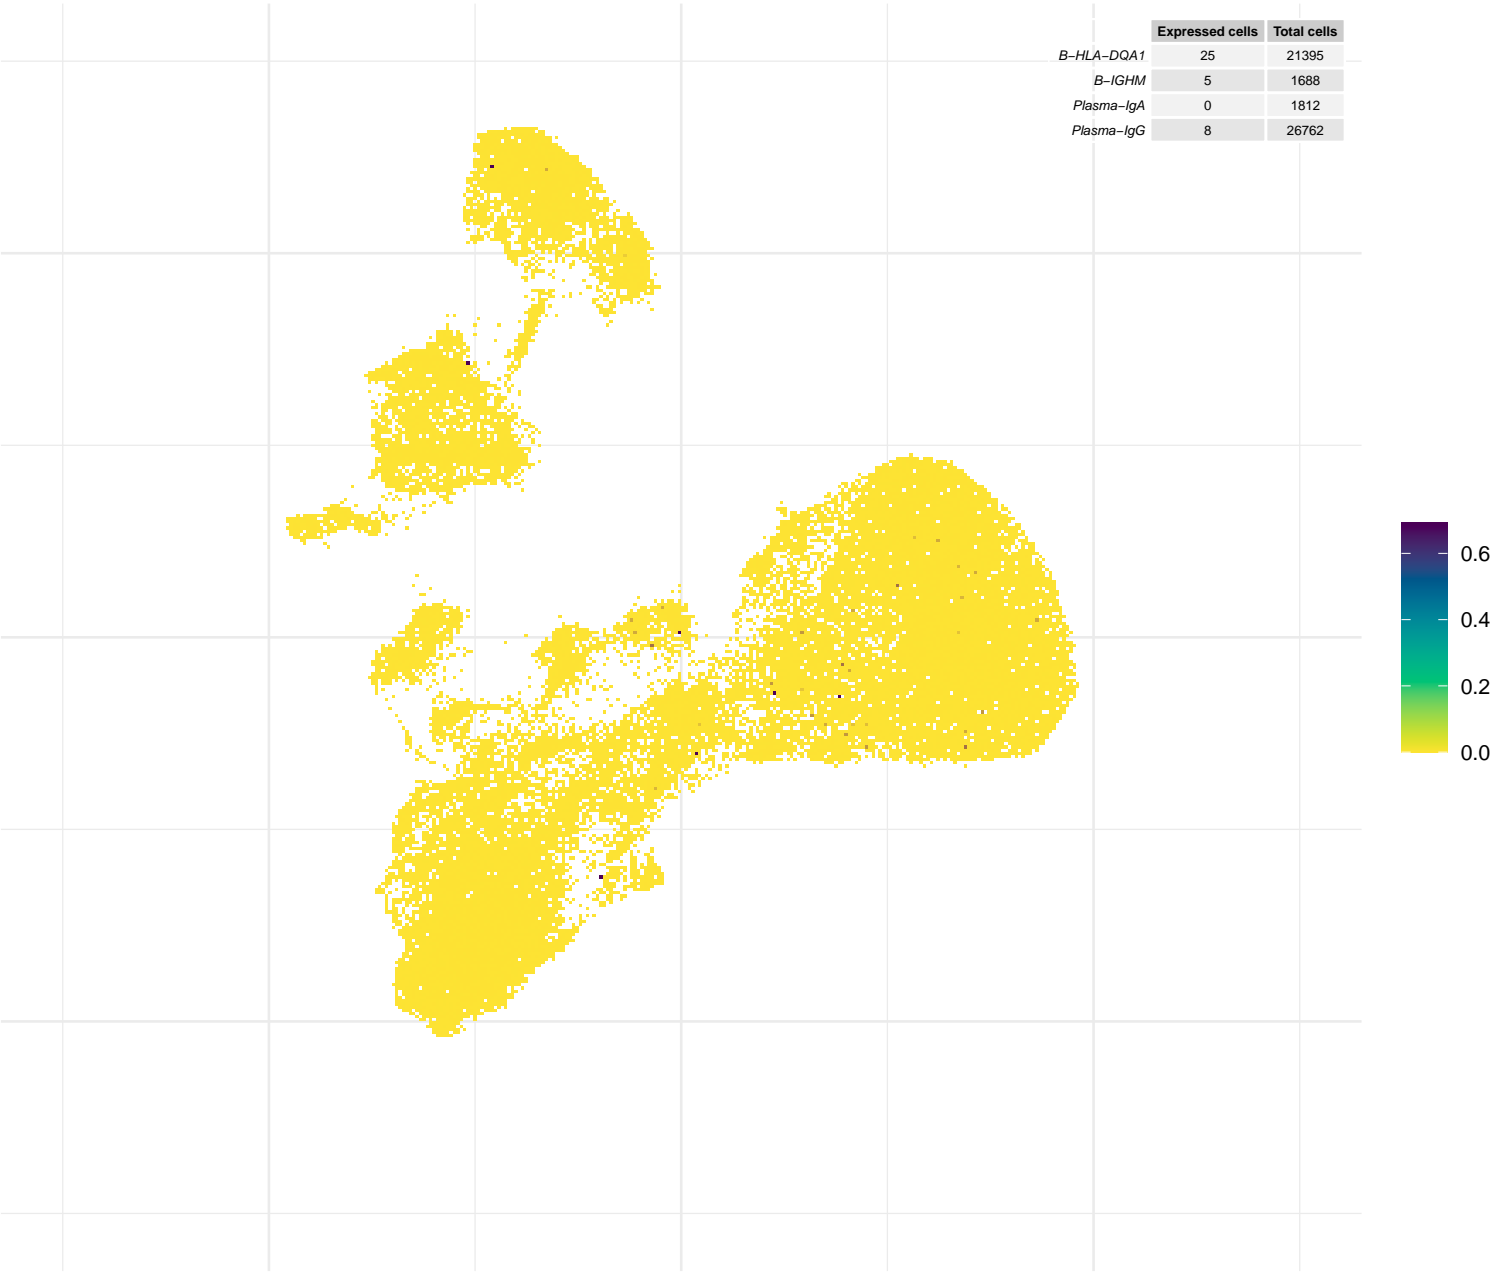 Expressed cells Total cells
B−HLA−DQA1 25 21395
B−IGHM 5 1688
Plasma−IgA 0 1812
Plasma−IgG 8 26762
0.6
0.4
0.2
0.0